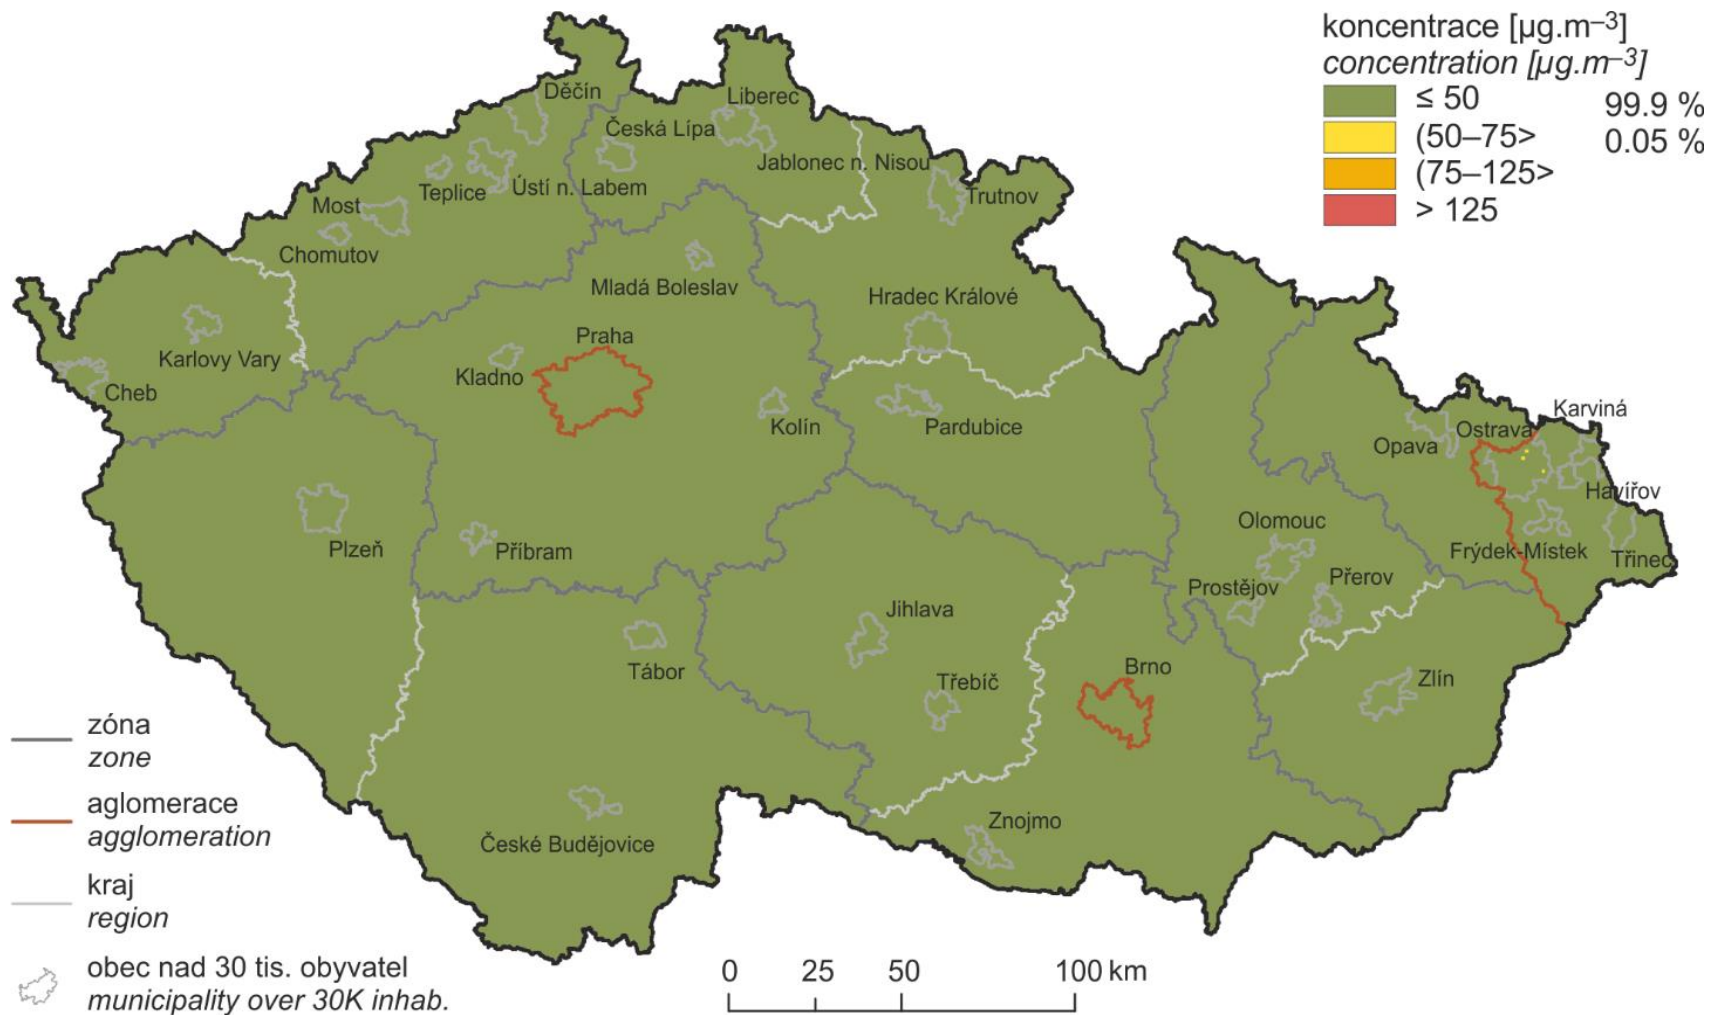 koncentrace [µg.m–3]
concentration [µg.m–3]
≤ 50 99.9 %
(50–75> 0.05 %
(75–125>
> 125
Děčín
Liberec
Česká Lípa
Jablonec n. Nisou
Teplice
Ústí n. Labem
Trutnov
Most
Chomutov
Mladá Boleslav
Hradec Králové
Praha
Karlovy Vary
Kladno
Cheb
Kolín
Pardubice
Karviná
Ostrava
Opava
Havířov
Olomouc
Plzeň
Příbram
Frýdek-Místek
Třinec
Přerov
Prostějov
Jihlava
Tábor
Brno
Třebíč
Zlín
Znojmo
České Budějovice
zóna
zone
aglomerace
agglomeration
kraj
region
obec nad 30 tis. obyvatel
municipality over 30K inhab.
0 25 50 100 km